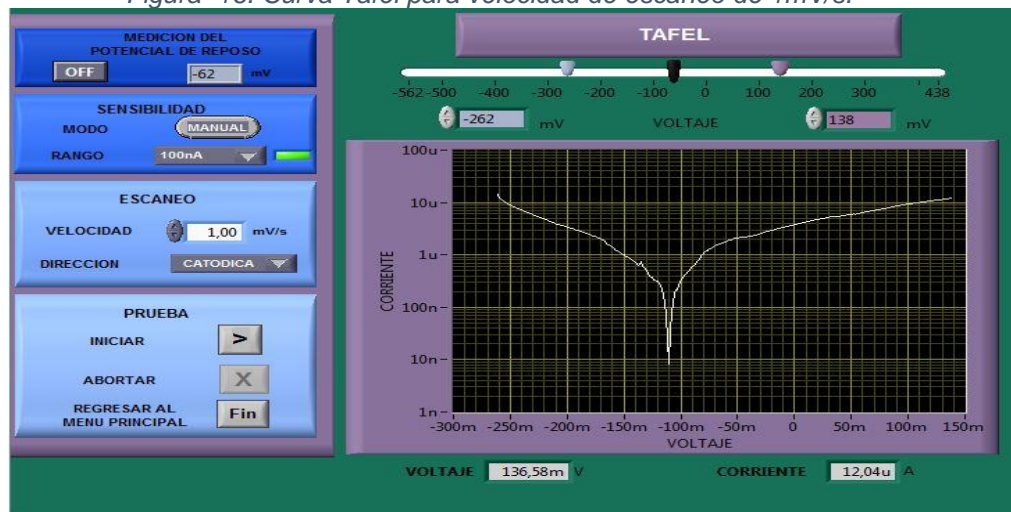 Figura 16. Curva Tafel para velocidad de escaneo de 1mV/s.
MEDICION DEL
POTENCIAL DE REPOSO
OFF
-62 mV
SENSIBILIDAD
MODO MANUAL
RANGO 100nA
ESCANEO
VELOCIDAD 1,00 mV/s
DIRECCION CATODICA
PRUEBA
INICIAR >
ABORTAR X
REGRESAR AL
MENU PRINCIPAL
Fin
TAFEL
-562 -500 -400 -300 -200 -100 0 100 200 300 438
-262 mV VOLTAJE 138 mV
100u
10u
1u
100n
10n
1n
CORRIENTE
-300m -250m -200m -150m -100m -50m 0 50m 100m 150m
VOLTAJE
VOLTAJE 136,58m V CORRIENTE 12,04u A